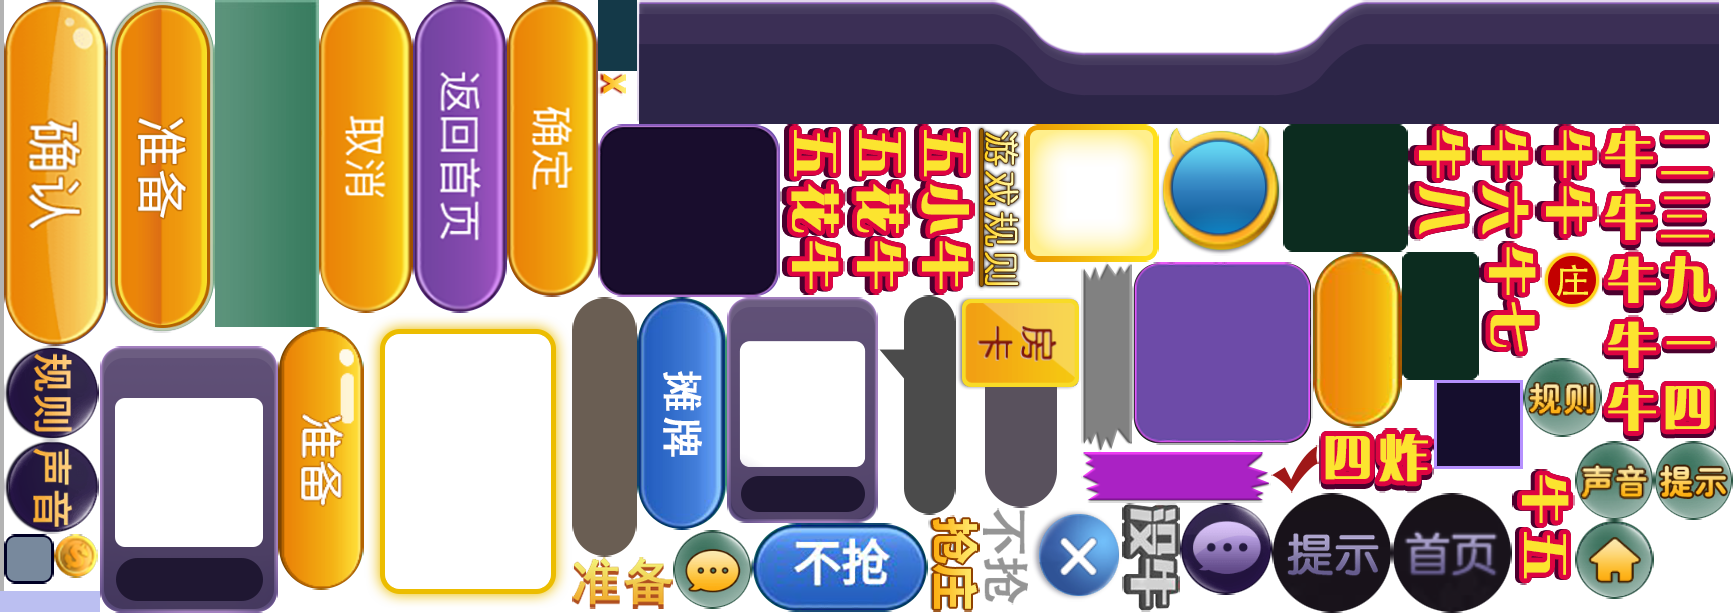 确认
准备
取消
返回首页
确定
x
五花牛
五花牛
五小牛
游戏规则
牛八
牛六
牛牛
牛二
牛三
牛九
牛一
牛四
牛七
庄
规则
声音
准备
摊牌
房卡
四炸
规则
声音
提示
牛五
准备
不抢
抢庄
不抢
没牛
提示
首页